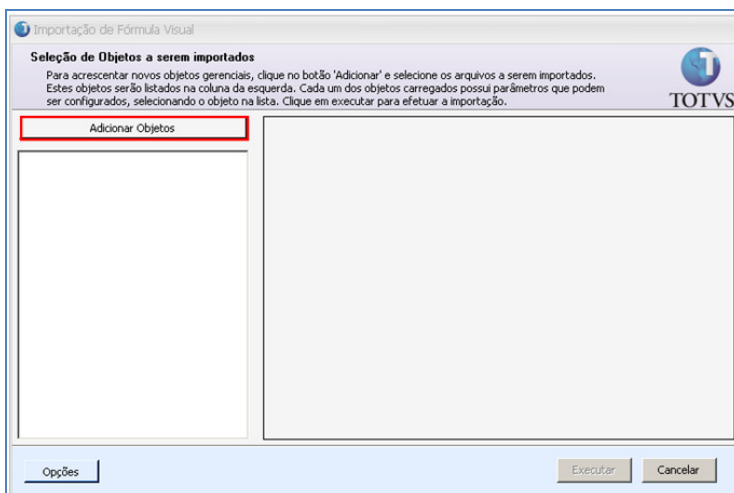 Importação de Fórmula Visual
Seleção de Objetos a serem importados
Para acrescentar novos objetos gerenciais, clique no botão 'Adicionar' e selecione os arquivos a serem importados.
Estes objetos serão listados na coluna da esquerda. Cada um dos objetos carregados possui parâmetros que podem
ser configurados, selecionando o objeto na lista. Clique em executar para efetuar a importação.
TOTVS
Adicionar Objetos
Opções
Executar
Cancelar